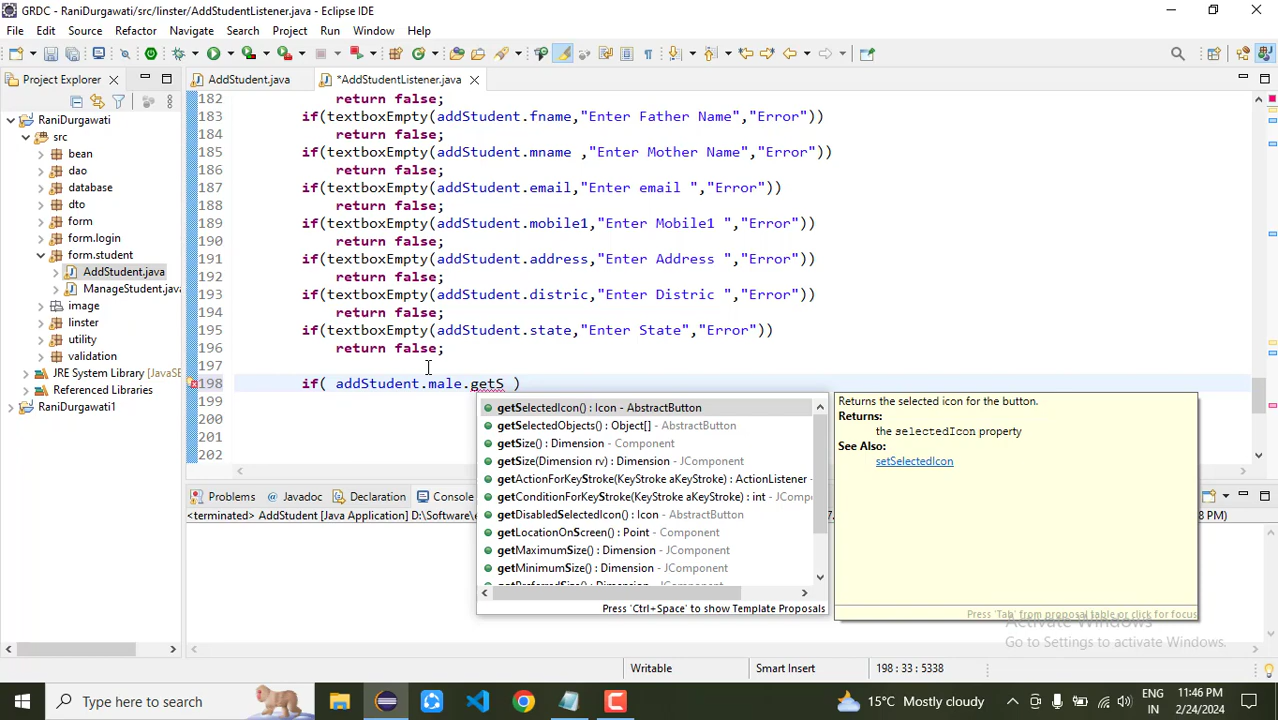 GRDC - RaniDurgawati/src/linster/AddStudentListener.java - Eclipse IDE
File Edit Source Refactor Navigate Search Project Run Window Help
Project Explorer
AddStudent.java
*AddStudentListener.java
RaniDurgawati
src
bean
dao
database
dto
form
form.login
form.student
AddStudent.java
ManageStudent.java
image
linster
utility
validation
JRE System Library [JavaSE
Referenced Libraries
RaniDurgawati1
182 return false;
183 if(textboxEmpty(addStudent.fname,"Enter Father Name","Error"))
184 return false;
185 if(textboxEmpty(addStudent.mname ,"Enter Mother Name","Error"))
186 return false;
187 if(textboxEmpty(addStudent.email,"Enter email ","Error"))
188 return false;
189 if(textboxEmpty(addStudent.mobile1,"Enter Mobile1 ","Error"))
190 return false;
191 if(textboxEmpty(addStudent.address,"Enter Address ","Error"))
192 return false;
193 if(textboxEmpty(addStudent.distric,"Enter Distric ","Error"))
194 return false;
195 if(textboxEmpty(addStudent.state,"Enter State","Error"))
196 return false;
197
198 if( addStudent.male.getS )
199
200
201
202
getSelectedIcon() : Icon - AbstractButton
getSelectedObjects() : Object[] - AbstractButton
getSize() : Dimension - Component
getSize(Dimension rv) : Dimension - JComponent
getActionForKeyStroke(KeyStroke aKeyStroke) : ActionListener
getConditionForKeyStroke(KeyStroke aKeyStroke) : int - JCompo
getDisabledSelectedIcon() : Icon - AbstractButton
getLocationOnScreen() : Point - Component
getMaximumSize() : Dimension - JComponent
getMinimumSize() : Dimension - JComponent
getPreferredSize() : Dimension - JComponent
Press 'Ctrl+Space' to show Template Proposals
Returns the selected icon for the button.
Returns:
the selectedIcon property
See Also:
setSelectedIcon
Press 'Tab' from proposal table or click for focus
Problems Javadoc Declaration Console
<terminated> AddStudent [Java Application] D:\Software\e
7.
8 PM)
Activate Windows
Go to Settings to activate Windows.
Writable Smart Insert 198 : 33 : 5338
Type here to search
15°C Mostly cloudy
ENG
IN
11:46 PM
2/24/2024